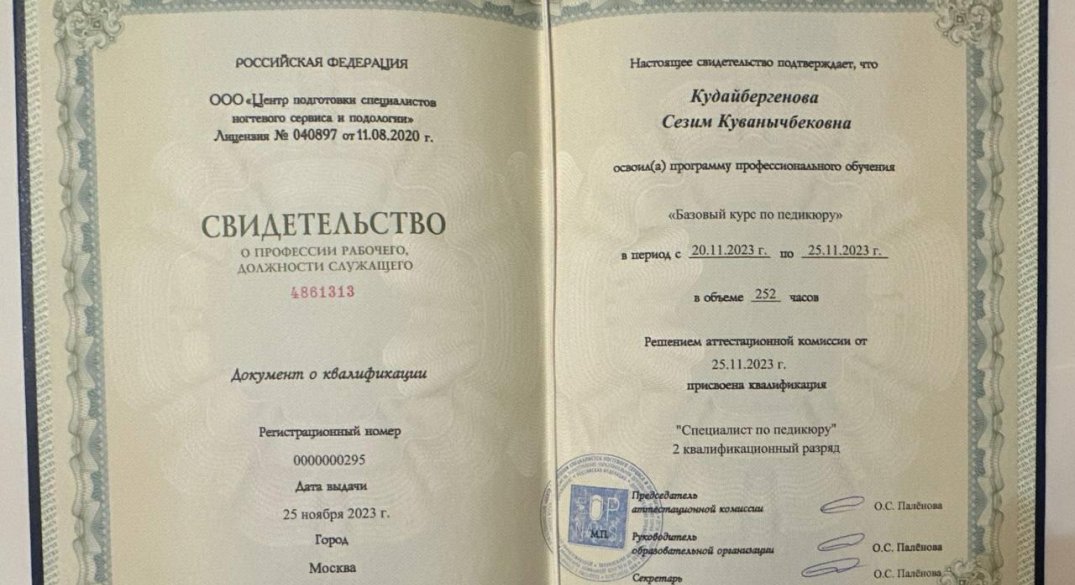 РОССИЙСКАЯ ФЕДЕРАЦИЯ
ООО «Центр подготовки специалистов
ногтевого сервиса и подологии»
Лицензия № 040897 от 11.08.2020 г.
СВИДЕТЕЛЬСТВО
О ПРОФЕССИИ РАБОЧЕГО,
ДОЛЖНОСТИ СЛУЖАЩЕГО
4861313
Документ о квалификации
Регистрационный номер
0000000295
Дата выдачи
25 ноября 2023 г.
Город
Москва
Настоящее свидетельство подтверждает, что
Кудайбергенова
Сезим Куванычбековна
освоил(а) программу профессионального обучения
«Базовый курс по педикюру»
в период с 20.11.2023 г. по 25.11.2023 г.
в объеме 252 часов
Решением аттестационной комиссии от
25.11.2023 г.
присвоена квалификация
"Специалист по педикюру"
2 квалификационный разряд
Председатель
аттестационной комиссии О.С. Палёнова
М.П.
Руководитель
образовательной организации О.С. Палёнова
Секретарь О.С. Палёнова